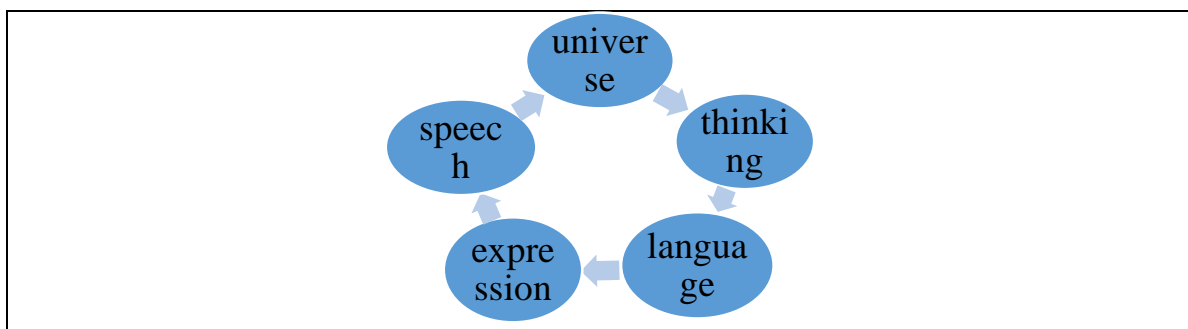 univer
se
thinki
ng
langua
ge
expre
ssion
speec
h